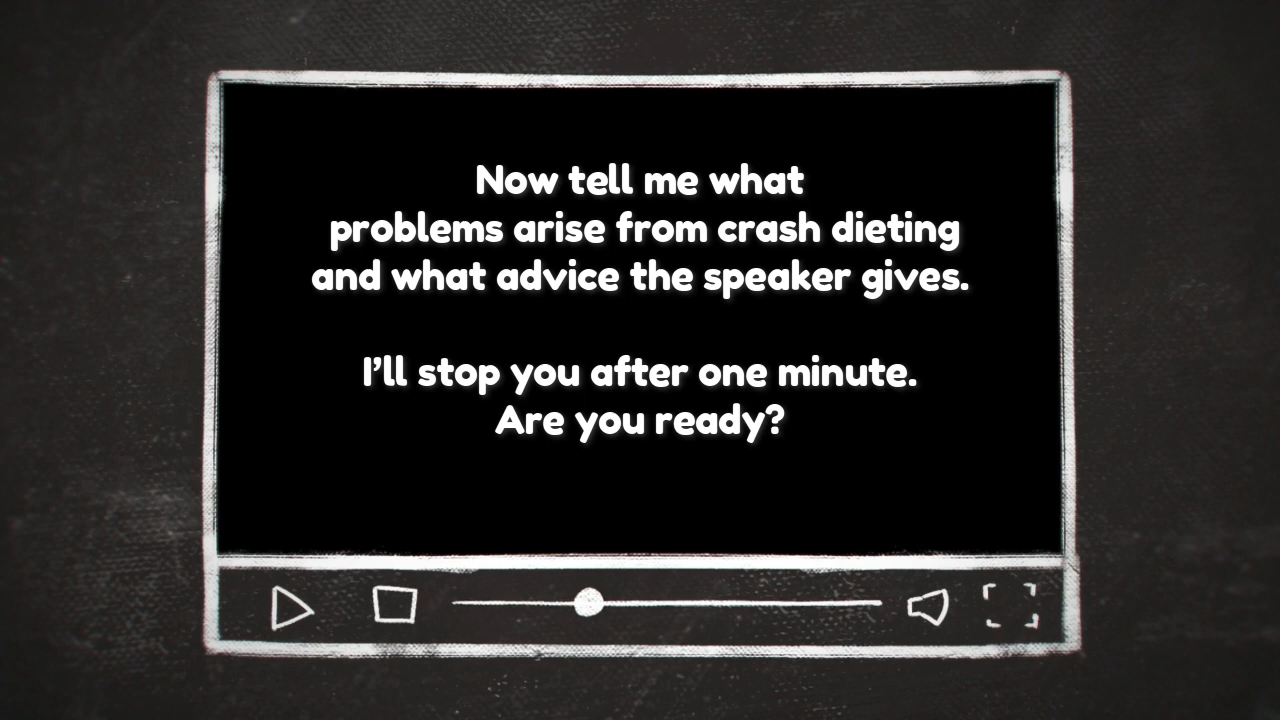 Now tell me what
problems arise from crash dieting
and what advice the speaker gives.
I’ll stop you after one minute.
Are you ready?